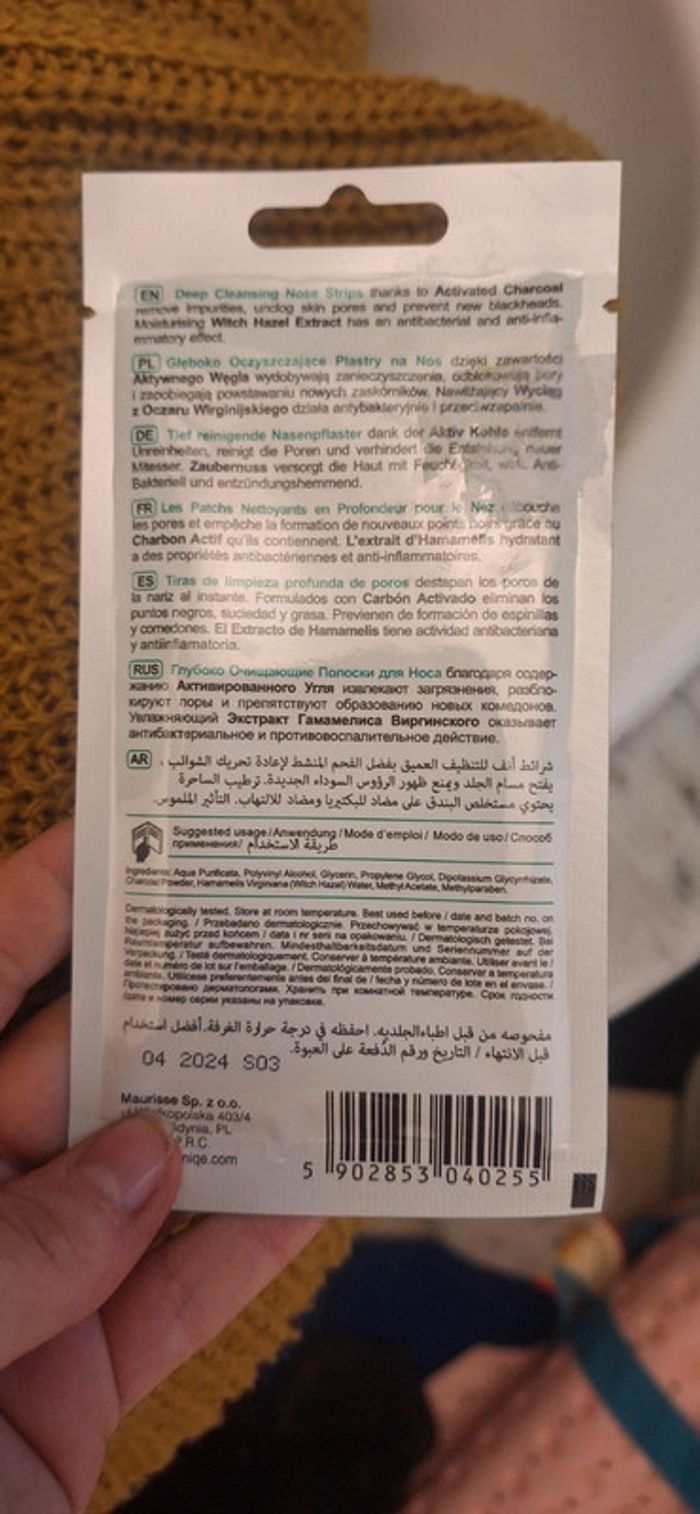 EN Deep Cleansing Nose Strips thanks to Activated Charcoal
remove impurities, unclog skin pores and prevent new blackheads.
Moisturising Witch Hazel Extract has an antibacterial and anti-infla-
mmatory effect.
PL Głęboko Oczyszczające Plastry na Nos dzięki zawartości
Aktywnego Węgla wydobywają zanieczyszczenia, odblokowują pory
i zapobiegają powstawaniu nowych zaskórników. Nawilżający Wyciąg
z Oczaru Wirginijskiego działa antybakteryjnie i przeciwzapalnie.
DE Tief reinigende Nasenpflaster dank der Aktiv Kohle entfernt
Unreinheiten, reinigt die Poren und verhindert die Entstehung neuer
Mitesser. Zaubernuss versorgt die Haut mit Anti-
Bakteriell und entzündungshemmend.
FR Les Patchs Nettoyants en Profondeur pour le Nez
les pores et empêche la formation de nouveaux points noirs grâce au
Charbon Actif qu'ils contiennent. L'extrait d'Hamamélis hydratant
a des propriétés antibactériennes et anti-inflammatoires.
ES Tiras de limpieza profunda de poros destapan los poros de
la nariz al instante. Formulados con Carbón Activado eliminan los
puntos negros, suciedad y grasa. Previenen de formación de espinillas
y comedones. El Extracto de Hamamelis tiene actividad antibacteriana
y antiinflamatoria.
RUS Глубоко Очищающие Полоски для Носа благодаря содер-
жанию Активированного Угля извлекают загрязнения, разбло-
кируют поры и препятствуют образованию новых комедонов.
Увлажняющий Экстракт Гамамелиса Виргинского оказывает
антибактериальное и противовоспалительное действие.
AR شرائط أنف للتنظيف العميق بفضل الفحم المنشط لإعادة تحريك الشوائب ،
يفتح مسام الجلد ويمنع ظهور الرؤوس السوداء الجديدة. ترطيب الساحرة
يحتوي مستخلص البندق على مضاد للبكتيريا ومضاد للالتهاب. التأثير الملموس.
Suggested usage/Anwendung/Mode d'emploi/ Modo de uso/Способ
применения/ طريقة الاستخدام
Ingredients: Aqua Purificata, Polyvinyl Alcohol, Glycerin, Propylene Glycol, Dipotassium Glycyrrhizate,
Charcoal Powder, Hamamelis Virginiana (Witch Hazel) Water, Methyl Acetate, Methylparaben.
Dermatologically tested. Store at room temperature. Best used before / date and batch no. on
the packaging. / Przebadano dermatologicznie. Przechowywać w temperaturze pokojowej.
Najlepiej zużyć przed końcem / data i nr serii na opakowaniu. / Dermatologisch getestet. Bei
Raumtemperatur aufbewahren. Mindesthaltbarkeitsdatum und Seriennummer auf der
Verpackung. / Testé dermatologiquement. Conserver à température ambiante. Utiliser avant le /
date et numéro de lot sur l'emballage. / Dermatológicamente probado. Conservar a temperatura
ambiente. Utilícese preferentemente antes del final de / fecha y número de lote en el envase. /
Протестировано дерматологами. Хранить при комнатной температуре. Срок годности
/дата и номер серии указаны на упаковке.
مفحوصه من قبل اطباءالجلديه. احفظه في درجة حرارة الغرفة.أفضل استخدام
قبل الانتهاء / التاريخ ورقم الدُفعة على العبوة.
04 2024 S03
Maurisse Sp. z o.o.
403/4
PL
P.R.C.
5 902853 040255